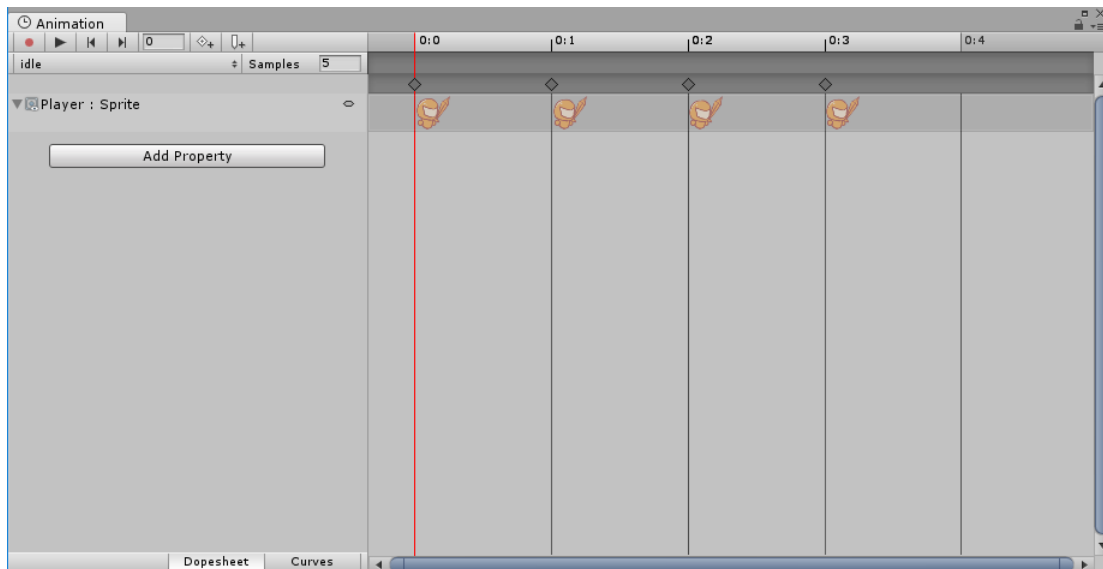 Animation
0 0:0 0:1 0:2 0:3 0:4
idle Samples 5
Player : Sprite
Add Property
Dopesheet Curves